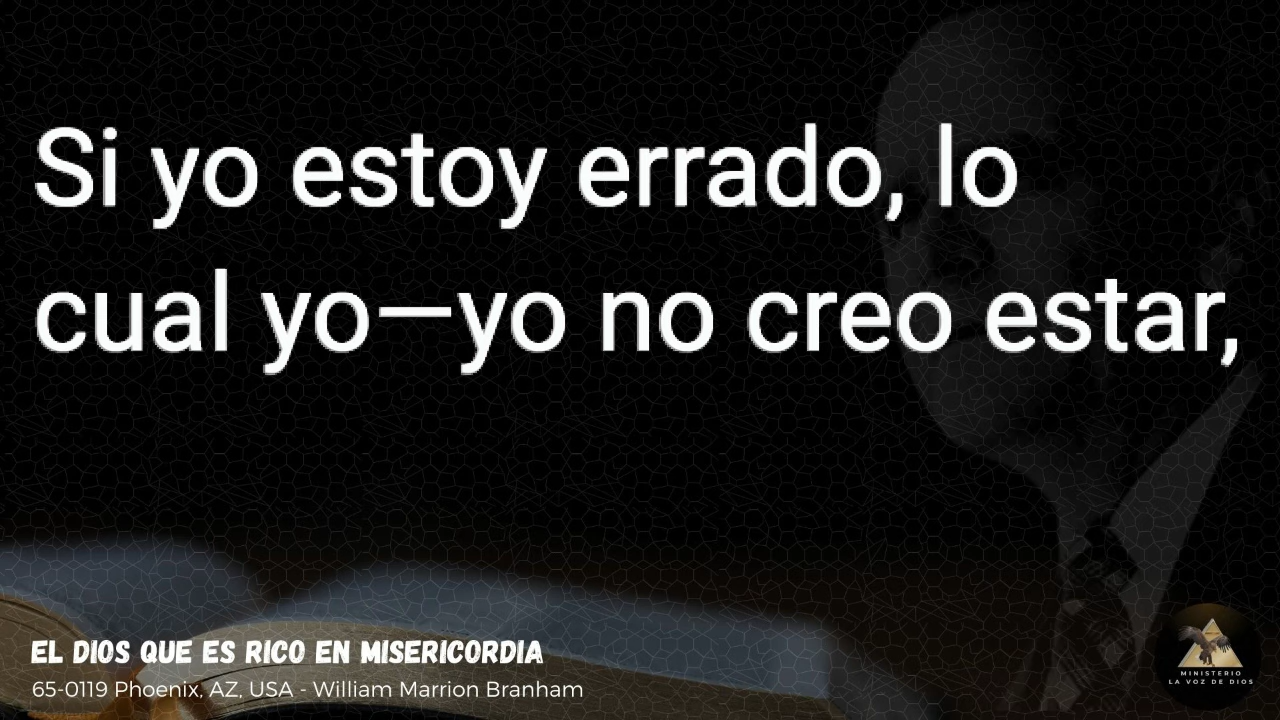 Si yo estoy errado, lo
cual yo—yo no creo estar,
EL DIOS QUE ES RICO EN MISERICORDIA
65-0119 Phoenix, AZ, USA - William Marrion Branham
MINISTERIO
LA VOZ DE DIOS